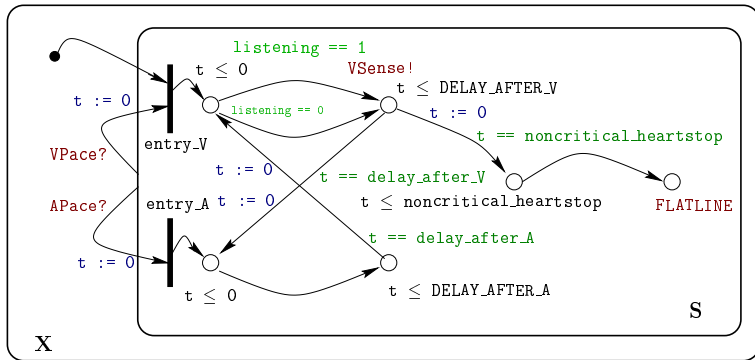 listening == 1
t ≤ 0
VSense!
t ≤ DELAY_AFTER_V
t := 0
listening == 0
t := 0
t == noncritical_heartstop
entry_V
VPace?
t := 0
t == delay_after_V
APace?
entry_A
t := 0
t ≤ noncritical_heartstop
FLATLINE
t == delay_after_A
t := 0
t ≤ 0
t ≤ DELAY_AFTER_A
S
X